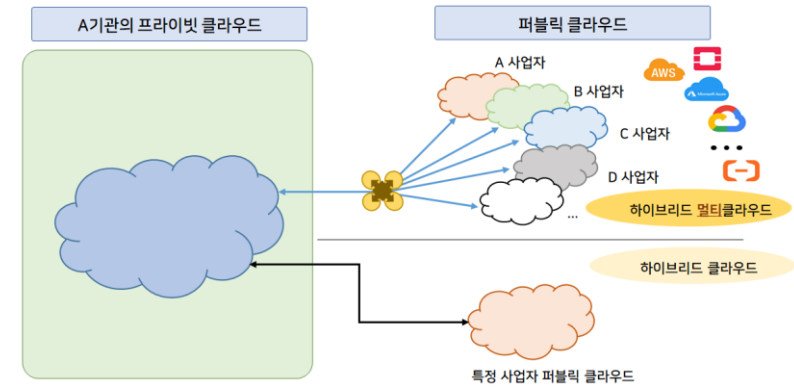 A기관의 프라이빗 클라우드
퍼블릭 클라우드
A 사업자
AWS
B 사업자
Microsoft Azure
C 사업자
D 사업자
...
하이브리드 멀티클라우드
하이브리드 클라우드
특정 사업자 퍼블릭 클라우드